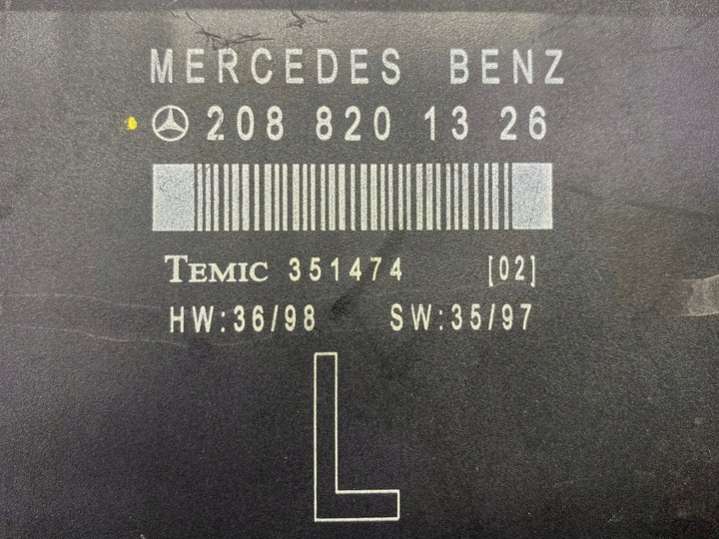 MERCEDES BENZ
208 820 13 26
TEMIC 351474 [02]
HW:36/98 SW:35/97
L